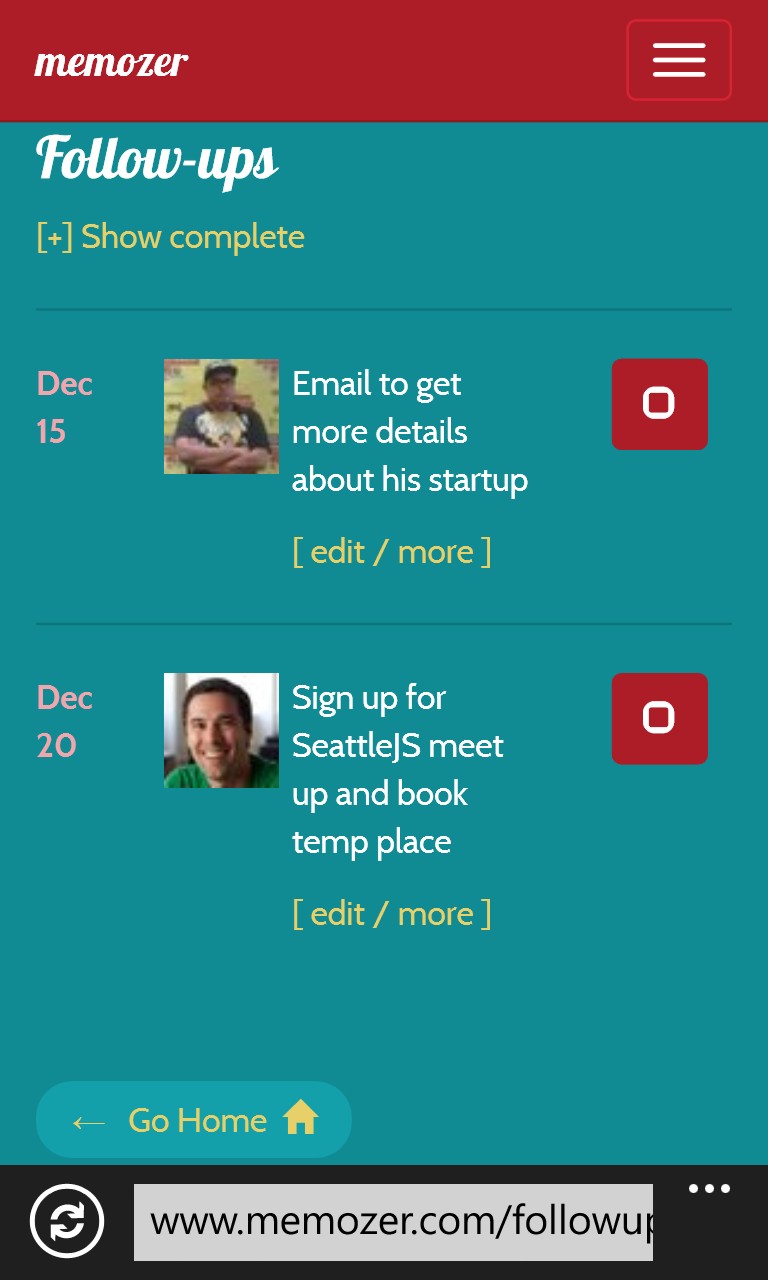 memozer
Follow-ups
[+] Show complete
Dec
15
Email to get
more details
about his startup
[ edit / more ]
Dec
20
Sign up for
SeattleJS meet
up and book
temp place
[ edit / more ]
← Go Home
www.memozer.com/followup